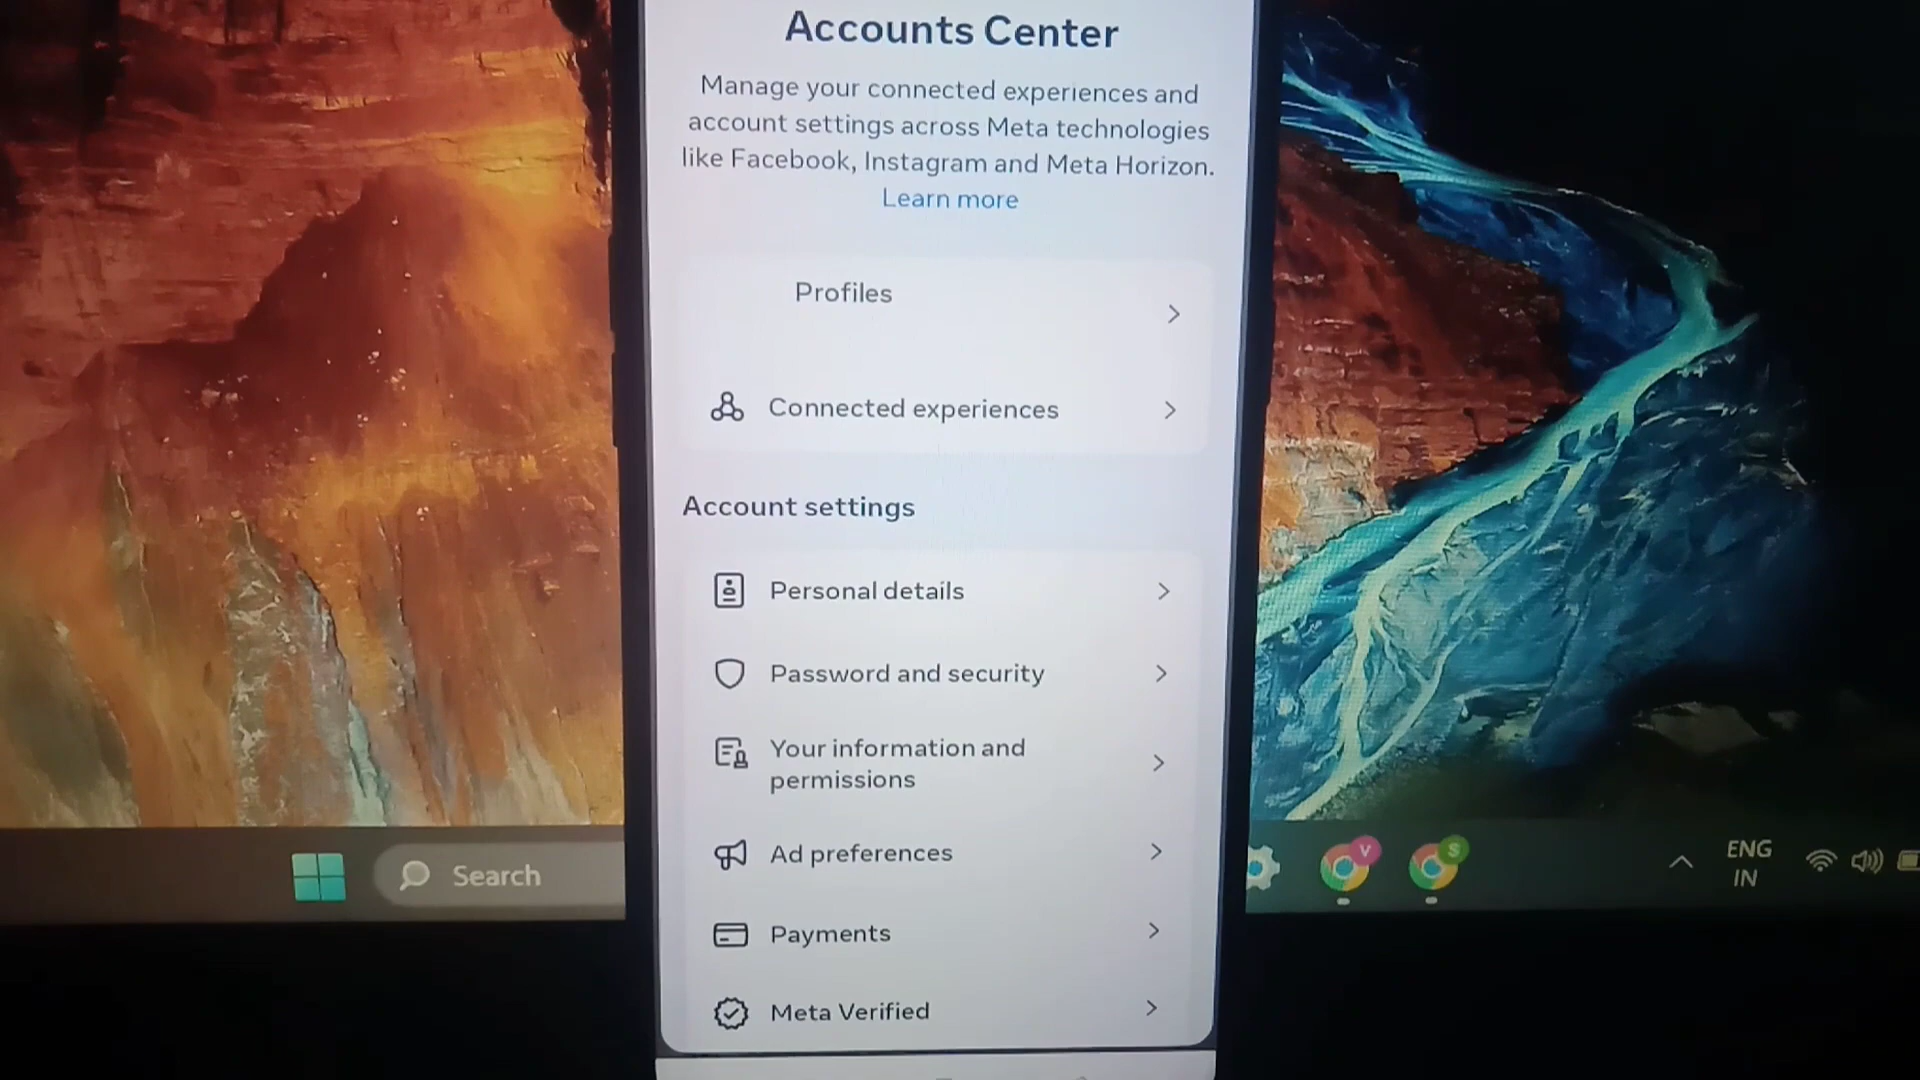 Accounts Center
Manage your connected experiences and
account settings across Meta technologies
like Facebook, Instagram and Meta Horizon.
Learn more
Profiles
Connected experiences
Account settings
Personal details
Password and security
Your information and
permissions
Ad preferences
Payments
Meta Verified
Search
V
S
ENG
IN